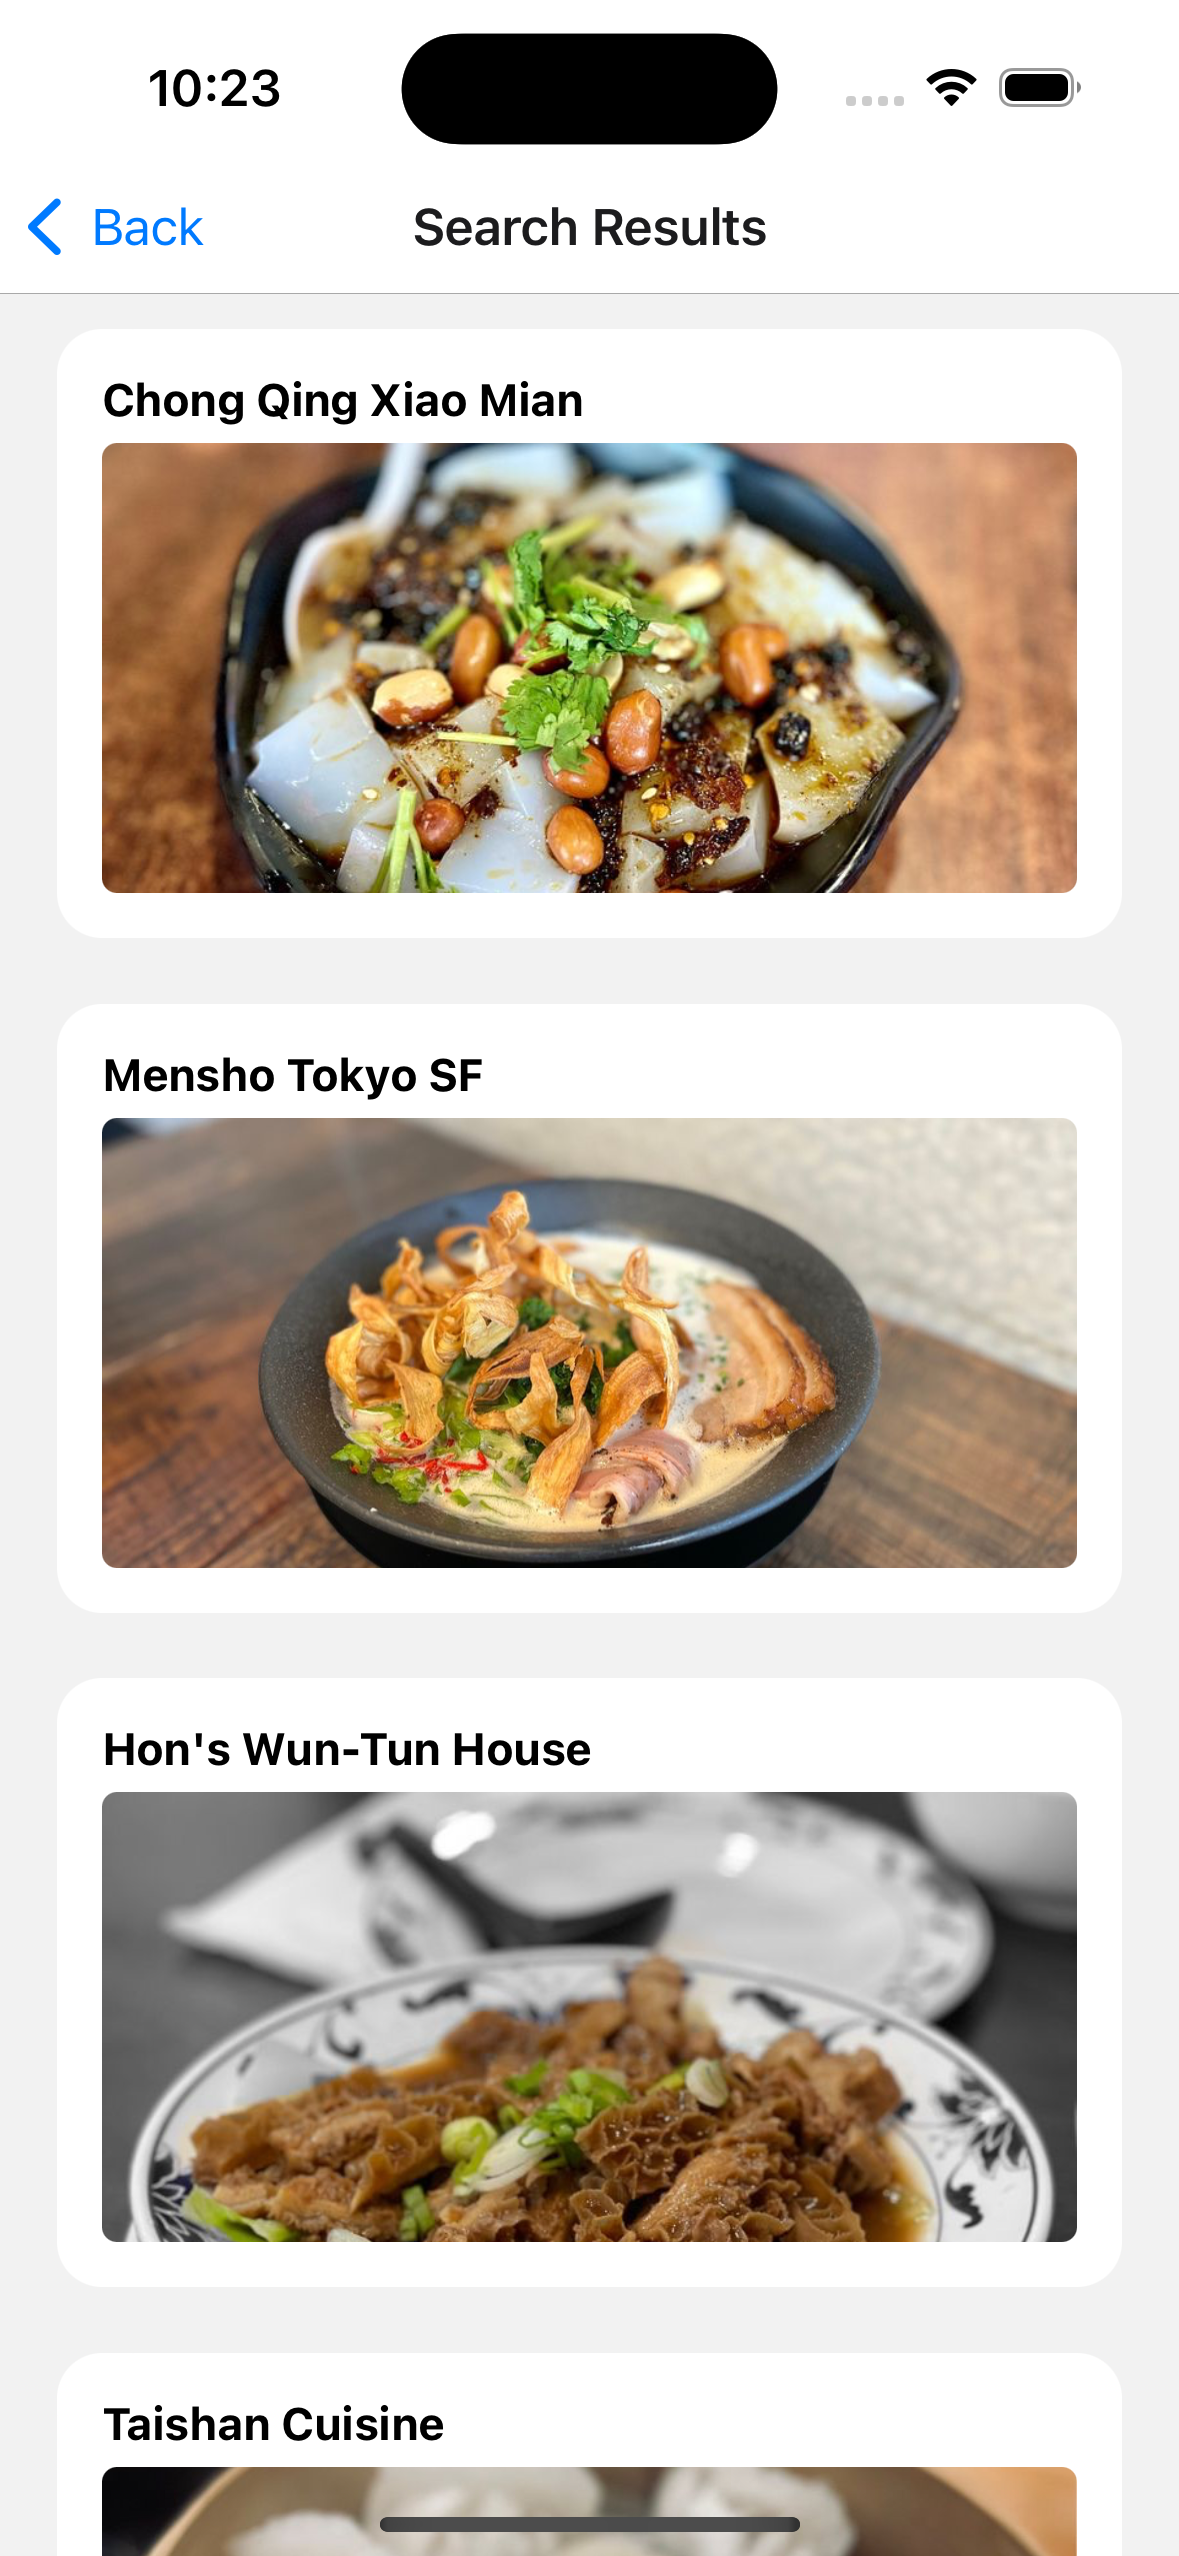 10:23
Back
Search Results
Chong Qing Xiao Mian
Mensho Tokyo SF
Hon's Wun-Tun House
Taishan Cuisine